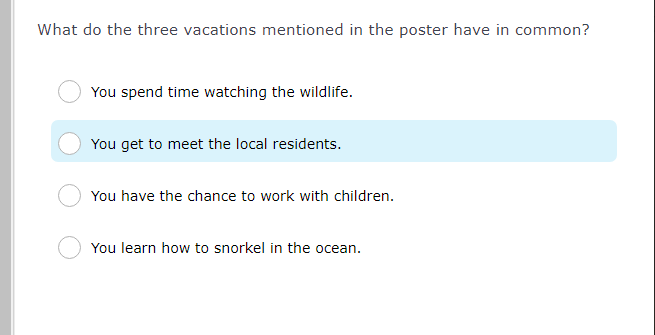 What do the three vacations mentioned in the poster have in common?
You spend time watching the wildlife.
You get to meet the local residents.
You have the chance to work with children.
You learn how to snorkel in the ocean.